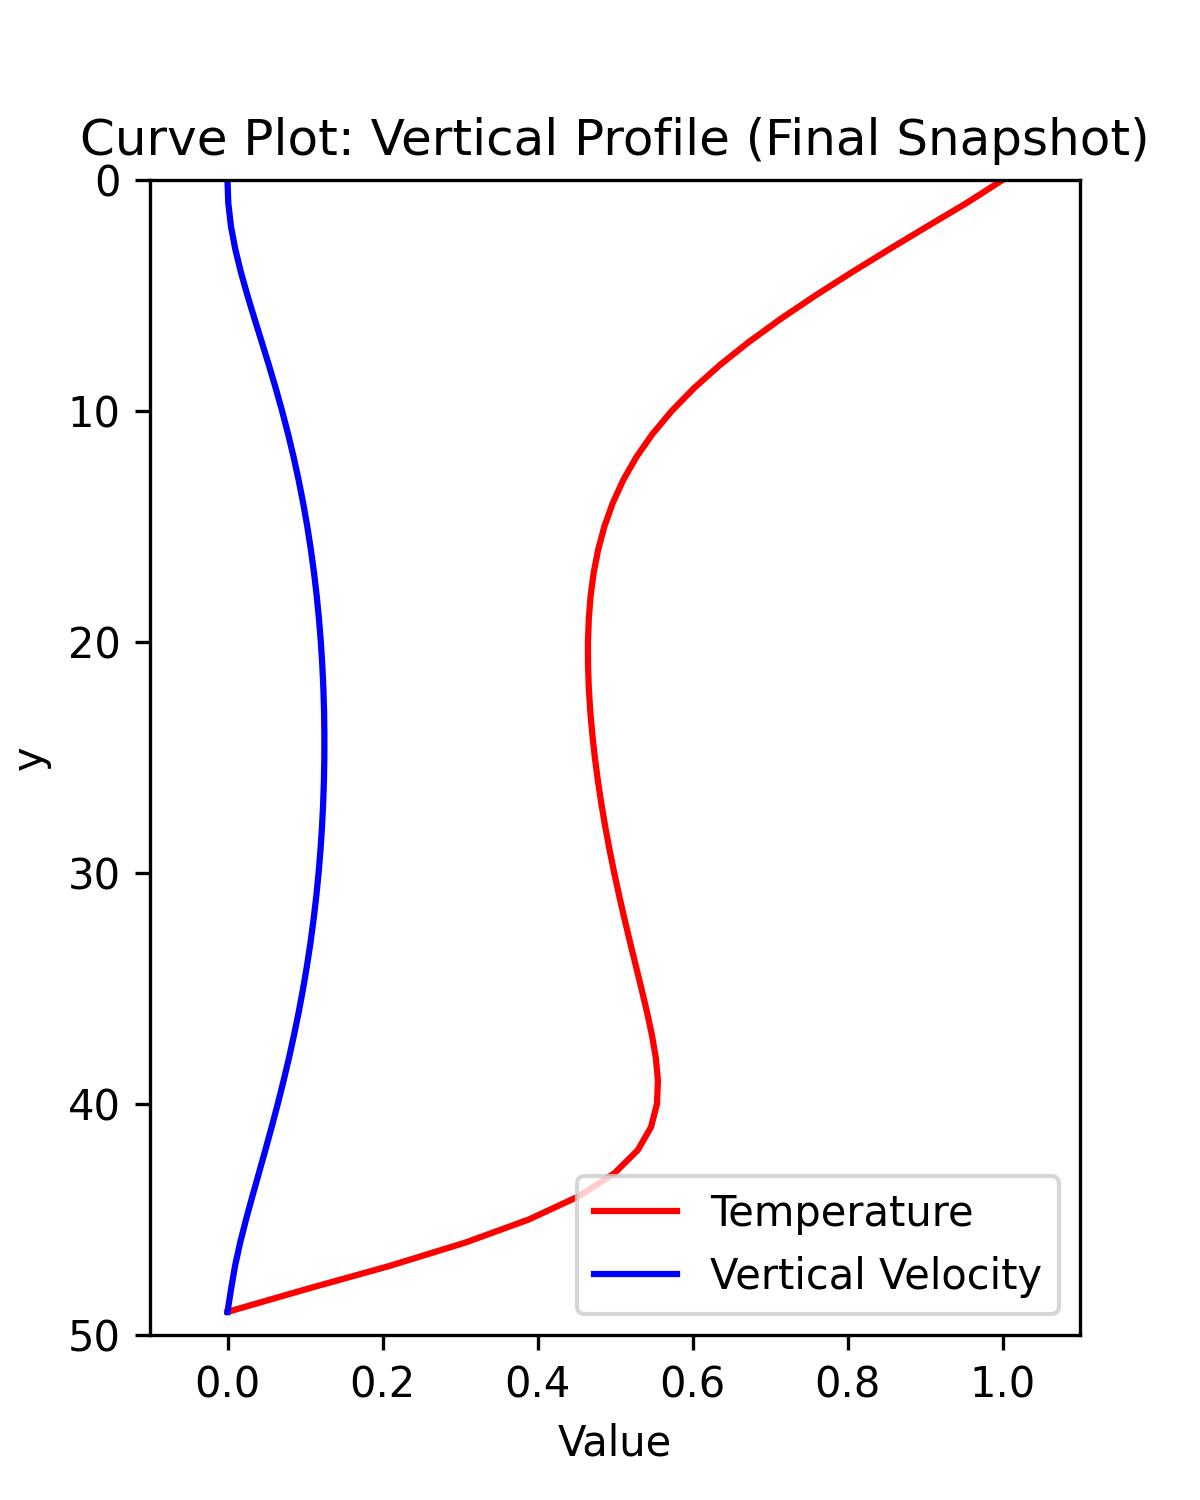 Curve Plot: Vertical Profile (Final Snapshot)
0
10
20
30
40
50
y
Temperature
Vertical Velocity
0.0 0.2 0.4 0.6 0.8 1.0
Value